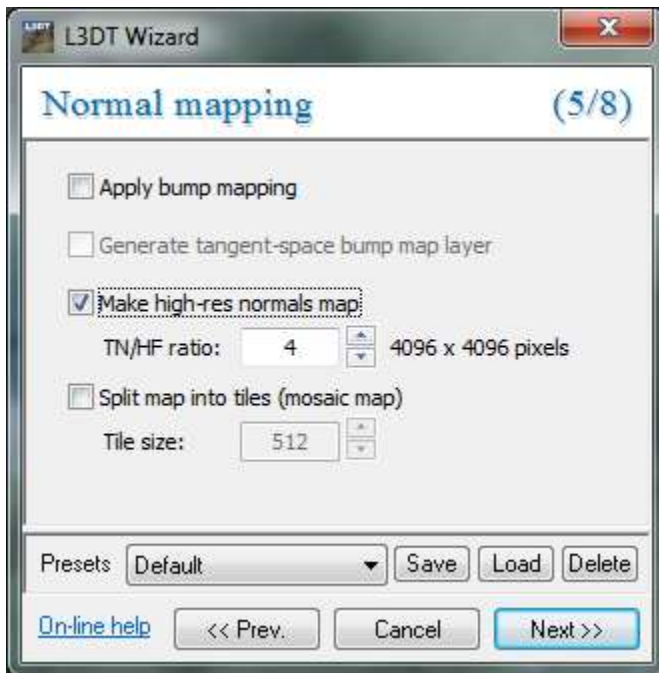 L3DT
L3DT Wizard
Normal mapping (5/8)
Apply bump mapping
Generate tangent-space bump map layer
Make high-res normals map
TN/HF ratio: 4 4096 x 4096 pixels
Split map into tiles (mosaic map)
Tile size: 512
Presets Default Save Load Delete
On-line help << Prev. Cancel Next >>